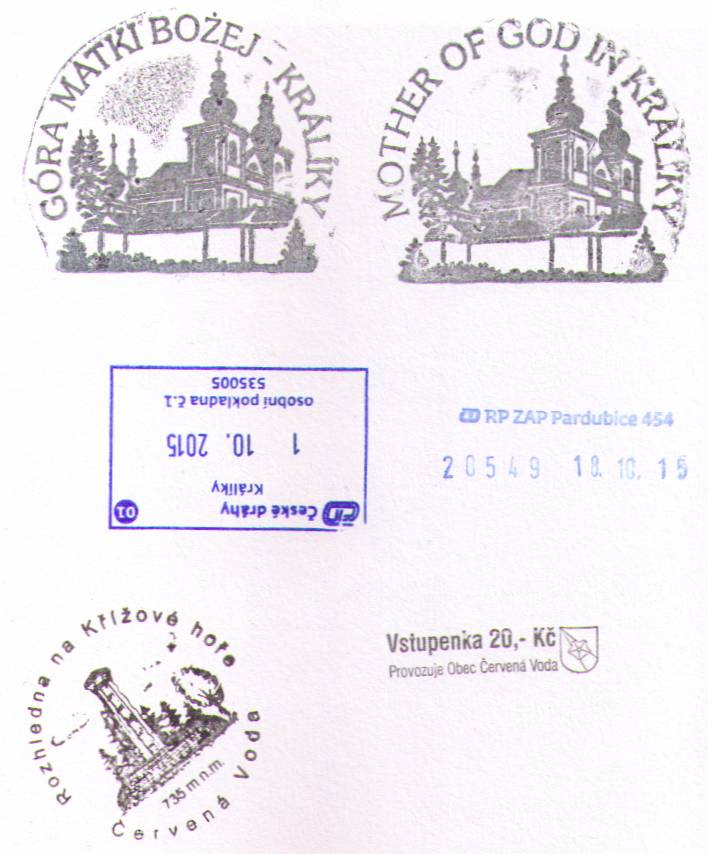 GÓRA MATKI BOŻEJ - KRÁLÍKY
MOTHER OF GOD IN KRÁLÍKY
České dráhy
Králíky
01
1 10. 2015
osobní pokladna č.1
535005
ČD RP ZAP Pardubice 454
20549 18. 10. 15
Rozhledna na Křížové hoře
735 m n.m.
Červená Voda
Vstupenka 20,- Kč
Provozuje Obec Červená Voda